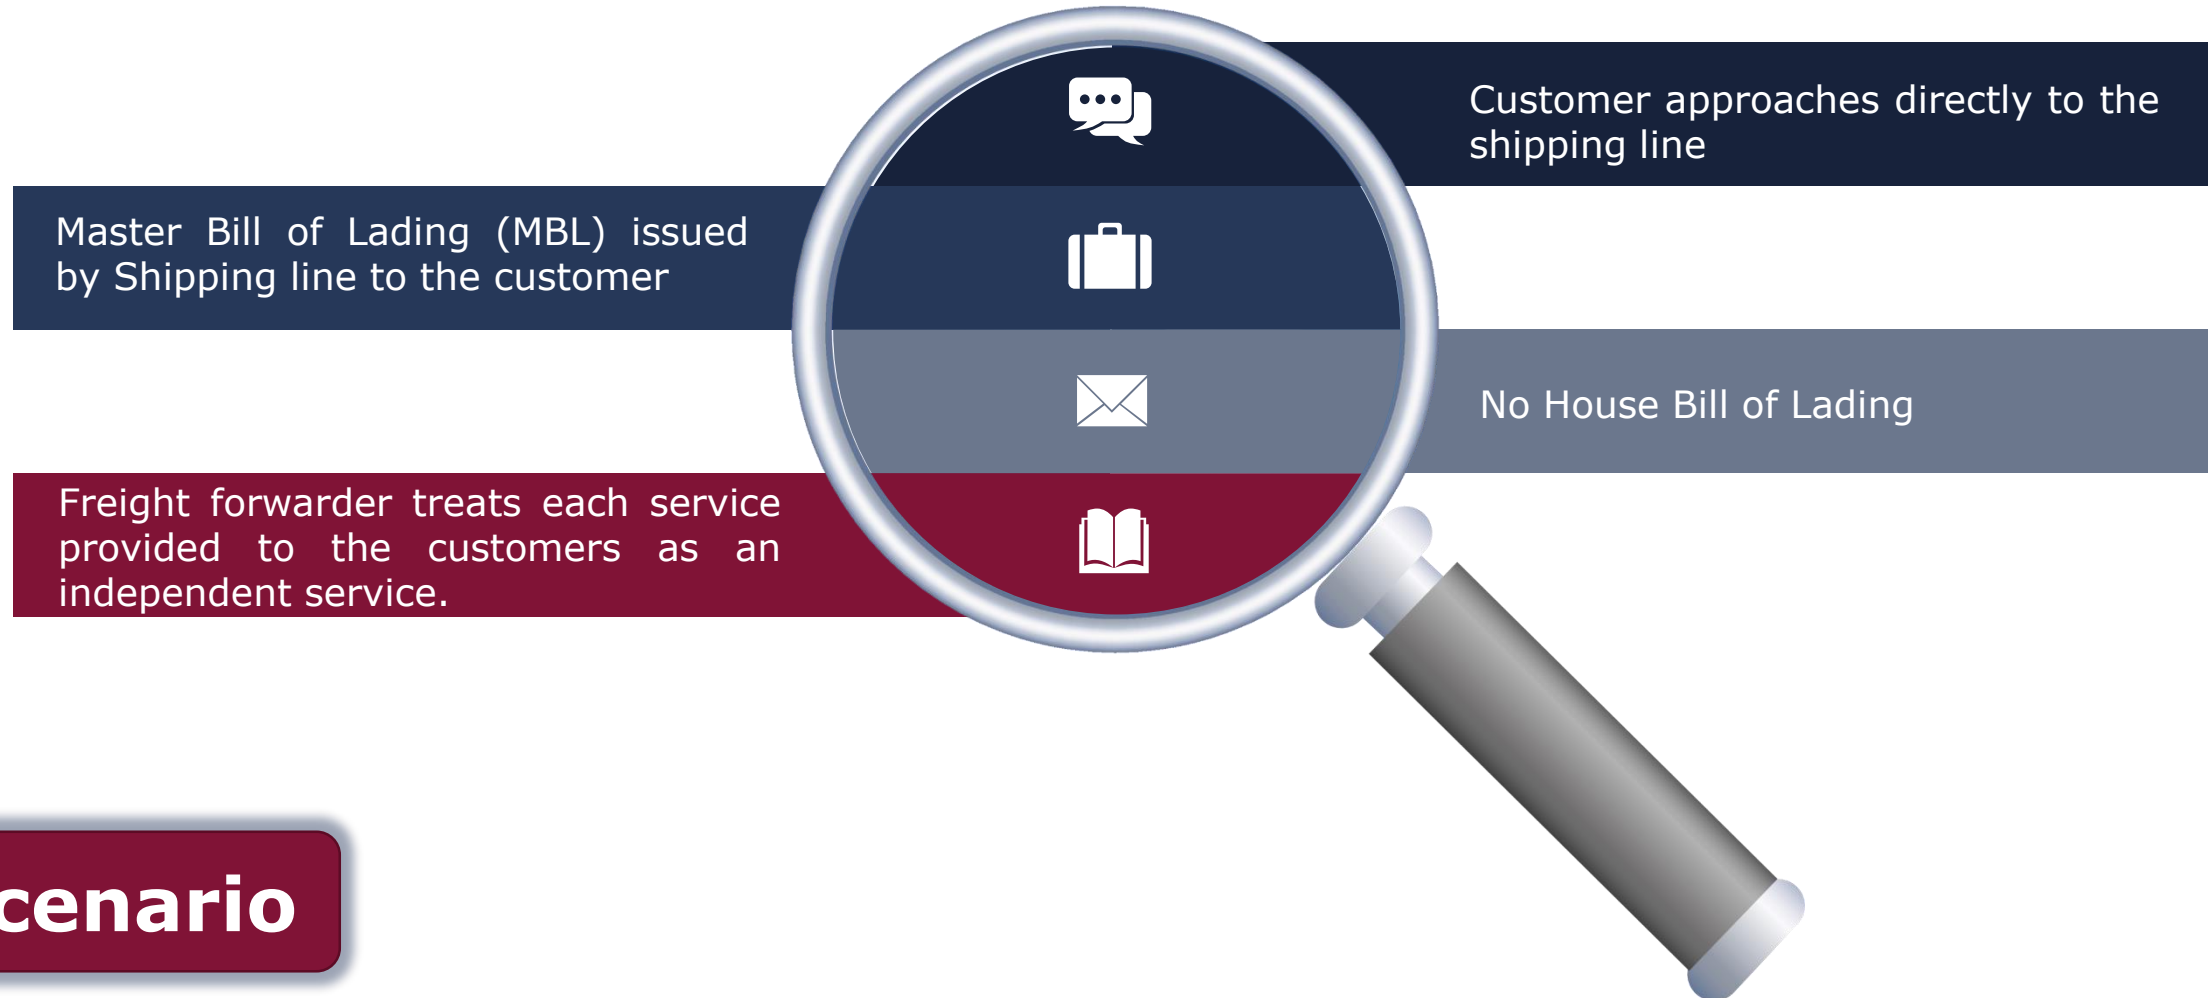 Customer approaches directly to the
shipping line
Master Bill of Lading (MBL) issued
by Shipping line to the customer
No House Bill of Lading
Freight forwarder treats each service
provided to the customers as an
independent service.
cenario